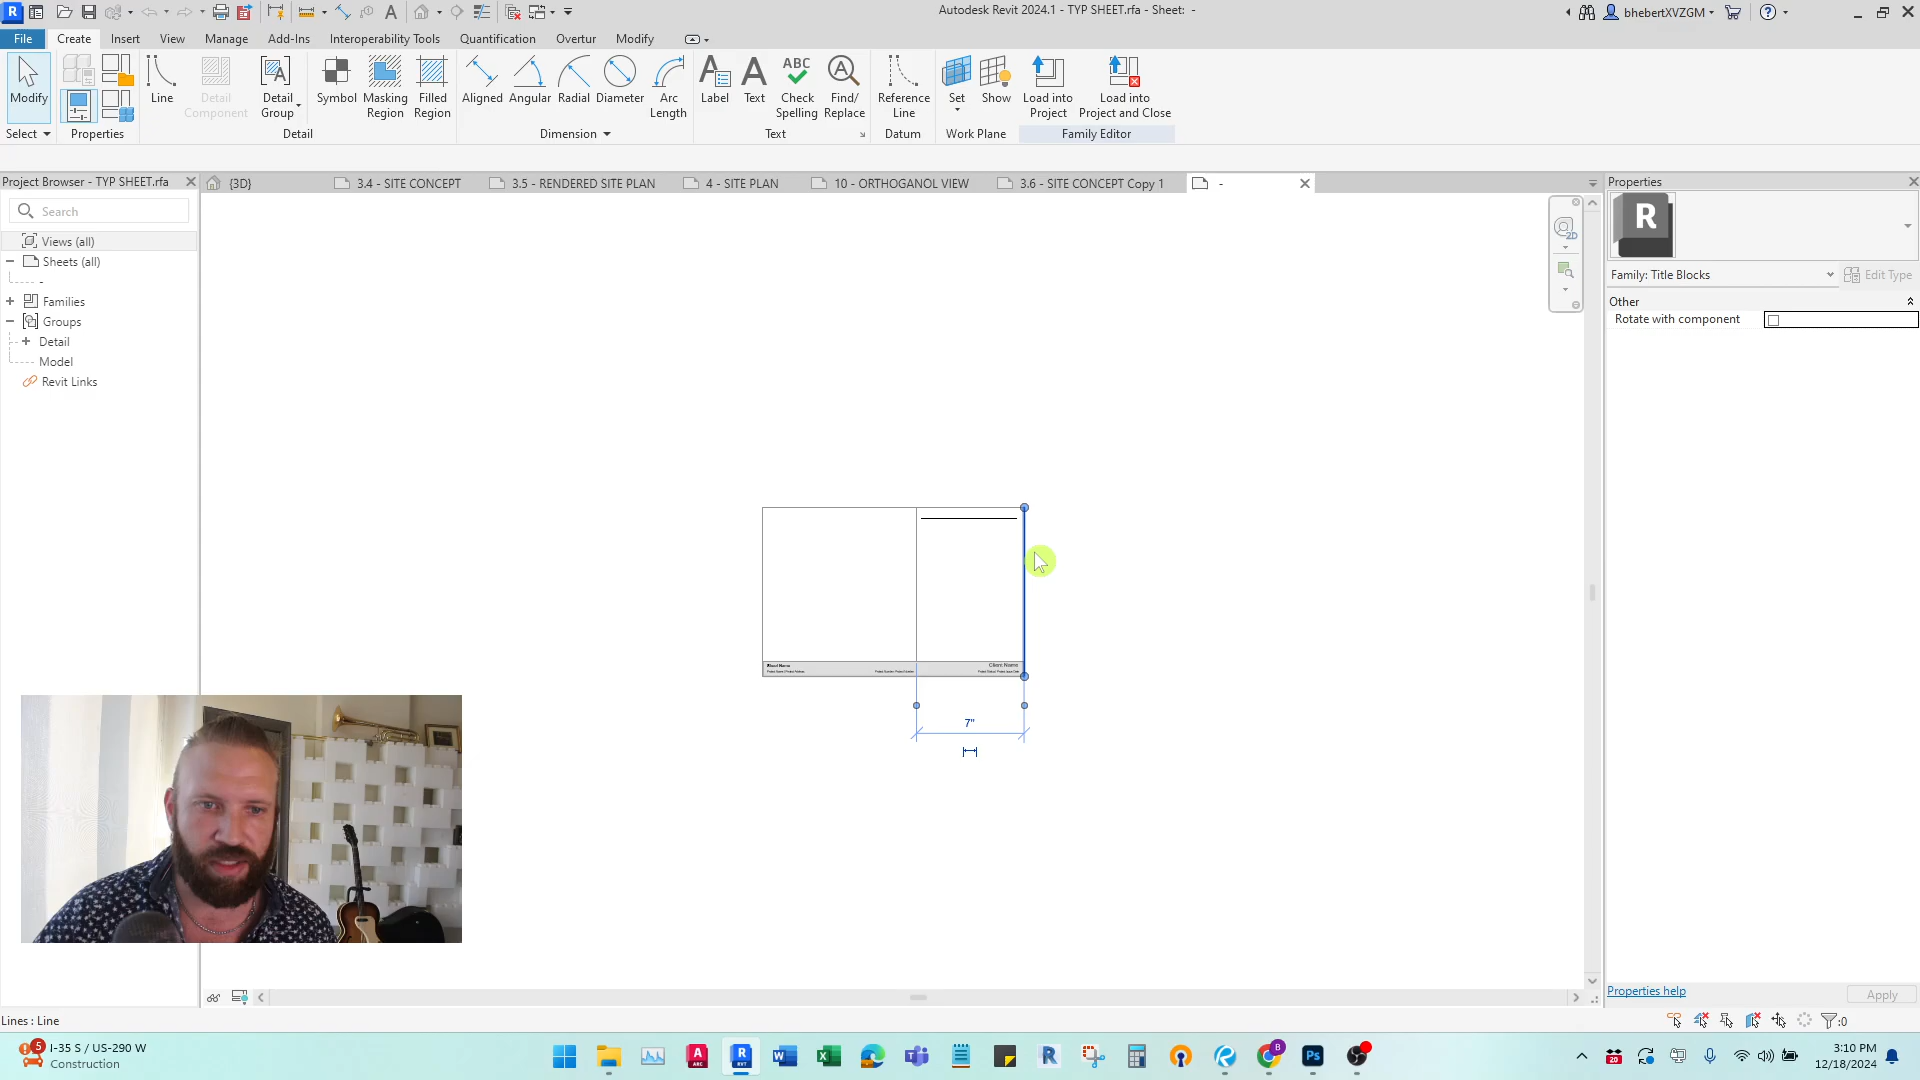 Autodesk Revit 2024.1 - TYP SHEET.rfa - Sheet: -
bhebertXVZGM
File Create Insert View Manage Add-Ins Interoperability Tools Quantification Overtur Modify
Modify
Line
Detail Component
Detail Group
Symbol
Masking Region
Filled Region
Aligned
Angular
Radial
Diameter
Arc Length
Label
Text
ABC
Check Spelling
Find/ Replace
Reference Line
Set
Show
Load into Project
Load into Project and Close
Select Properties Detail Dimension Text Datum Work Plane Family Editor
Project Browser - TYP SHEET.rfa
{3D} 3.4 - SITE CONCEPT 3.5 - RENDERED SITE PLAN 4 - SITE PLAN 10 - ORTHOGANOL VIEW 3.6 - SITE CONCEPT Copy 1 -
Properties
Search
Views (all)
Sheets (all)
-
Families
Groups
Detail
Model
Revit Links
R
Family: Title Blocks
Edit Type
Other
Rotate with component
2D
Client Name
7"
Properties help
Apply
Lines : Line
:0
5
I-35 S / US-290 W
Construction
3:10 PM
12/18/2024